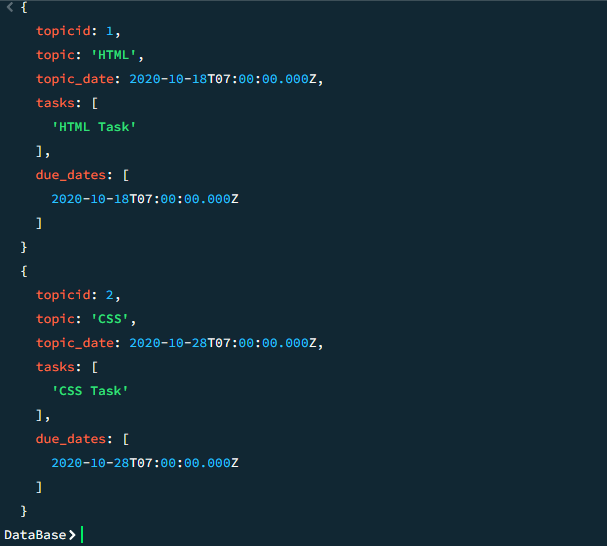 {
topicid: 1,
topic: 'HTML',
topic_date: 2020-10-18T07:00:00.000Z,
tasks: [
'HTML Task'
],
due_dates: [
2020-10-18T07:00:00.000Z
]
}
{
topicid: 2,
topic: 'CSS',
topic_date: 2020-10-28T07:00:00.000Z,
tasks: [
'CSS Task'
],
due_dates: [
2020-10-28T07:00:00.000Z
]
}
DataBase>